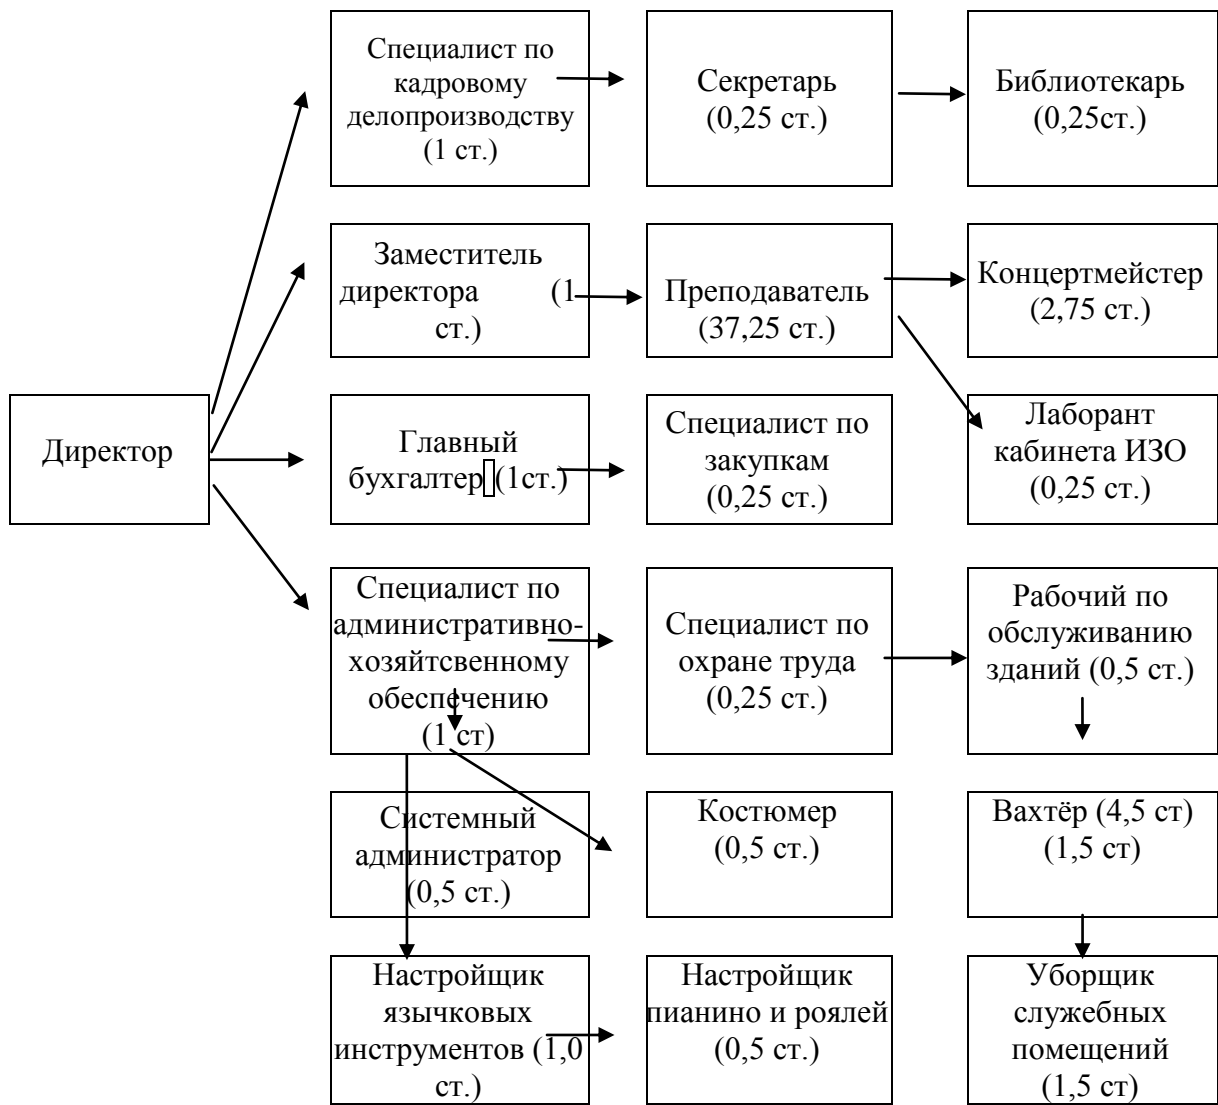 Специалист по
кадровому
делопроизводству
(1 ст.)
Секретарь
(0,25 ст.)
Библиотекарь
(0,25ст.)
Заместитель
директора (1
ст.)
Преподаватель
(37,25 ст.)
Концертмейстер
(2,75 ст.)
Директор
Главный
бухгалтер (1ст.)
Специалист по
закупкам
(0,25 ст.)
Лаборант
кабинета ИЗО
(0,25 ст.)
Специалист по
административно-
хозяйтсвенному
обеспечению
(1 ст)
Специалист по
охране труда
(0,25 ст.)
Рабочий по
обслуживанию
зданий (0,5 ст.)
Системный
администратор
(0,5 ст.)
Костюмер
(0,5 ст.)
Вахтёр (4,5 ст)
(1,5 ст)
Настройщик
язычковых
инструментов (1,0
ст.)
Настройщик
пианино и роялей
(0,5 ст.)
Уборщик
служебных
помещений
(1,5 ст)